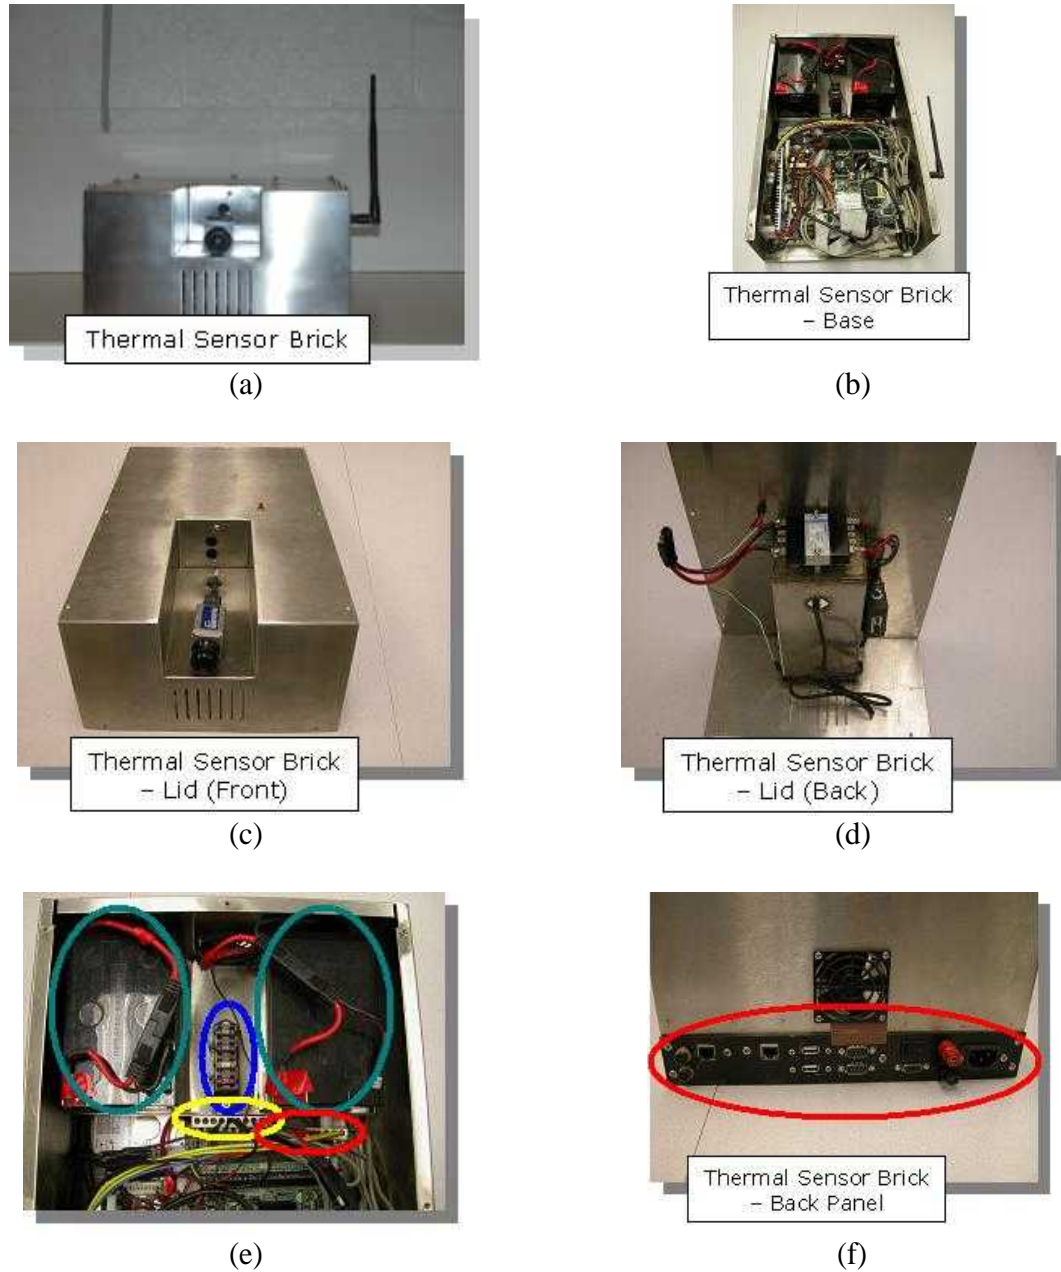 Thermal Sensor Brick
(a)
Thermal Sensor Brick
– Base
(b)
Thermal Sensor Brick
– Lid (Front)
(c)
Thermal Sensor Brick
– Lid (Back)
(d)
(e)
Thermal Sensor Brick
– Back Panel
(f)